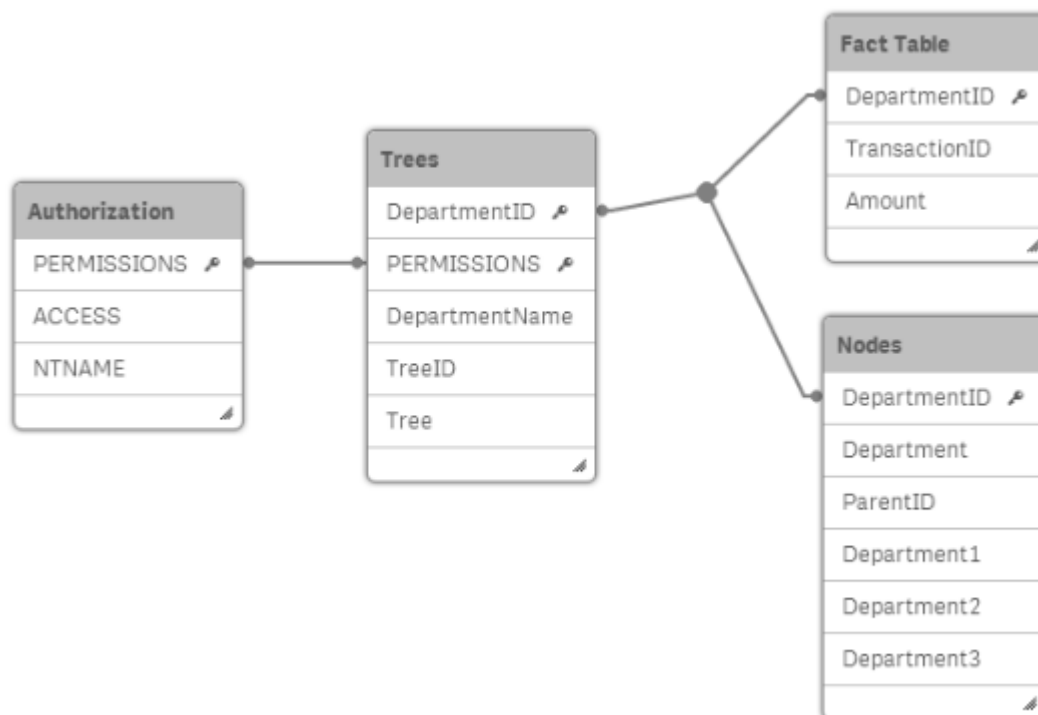 Authorization
PERMISSIONS
ACCESS
NTNAME
Trees
DepartmentID
PERMISSIONS
DepartmentName
TreeID
Tree
Fact Table
DepartmentID
TransactionID
Amount
Nodes
DepartmentID
Department
ParentID
Department1
Department2
Department3